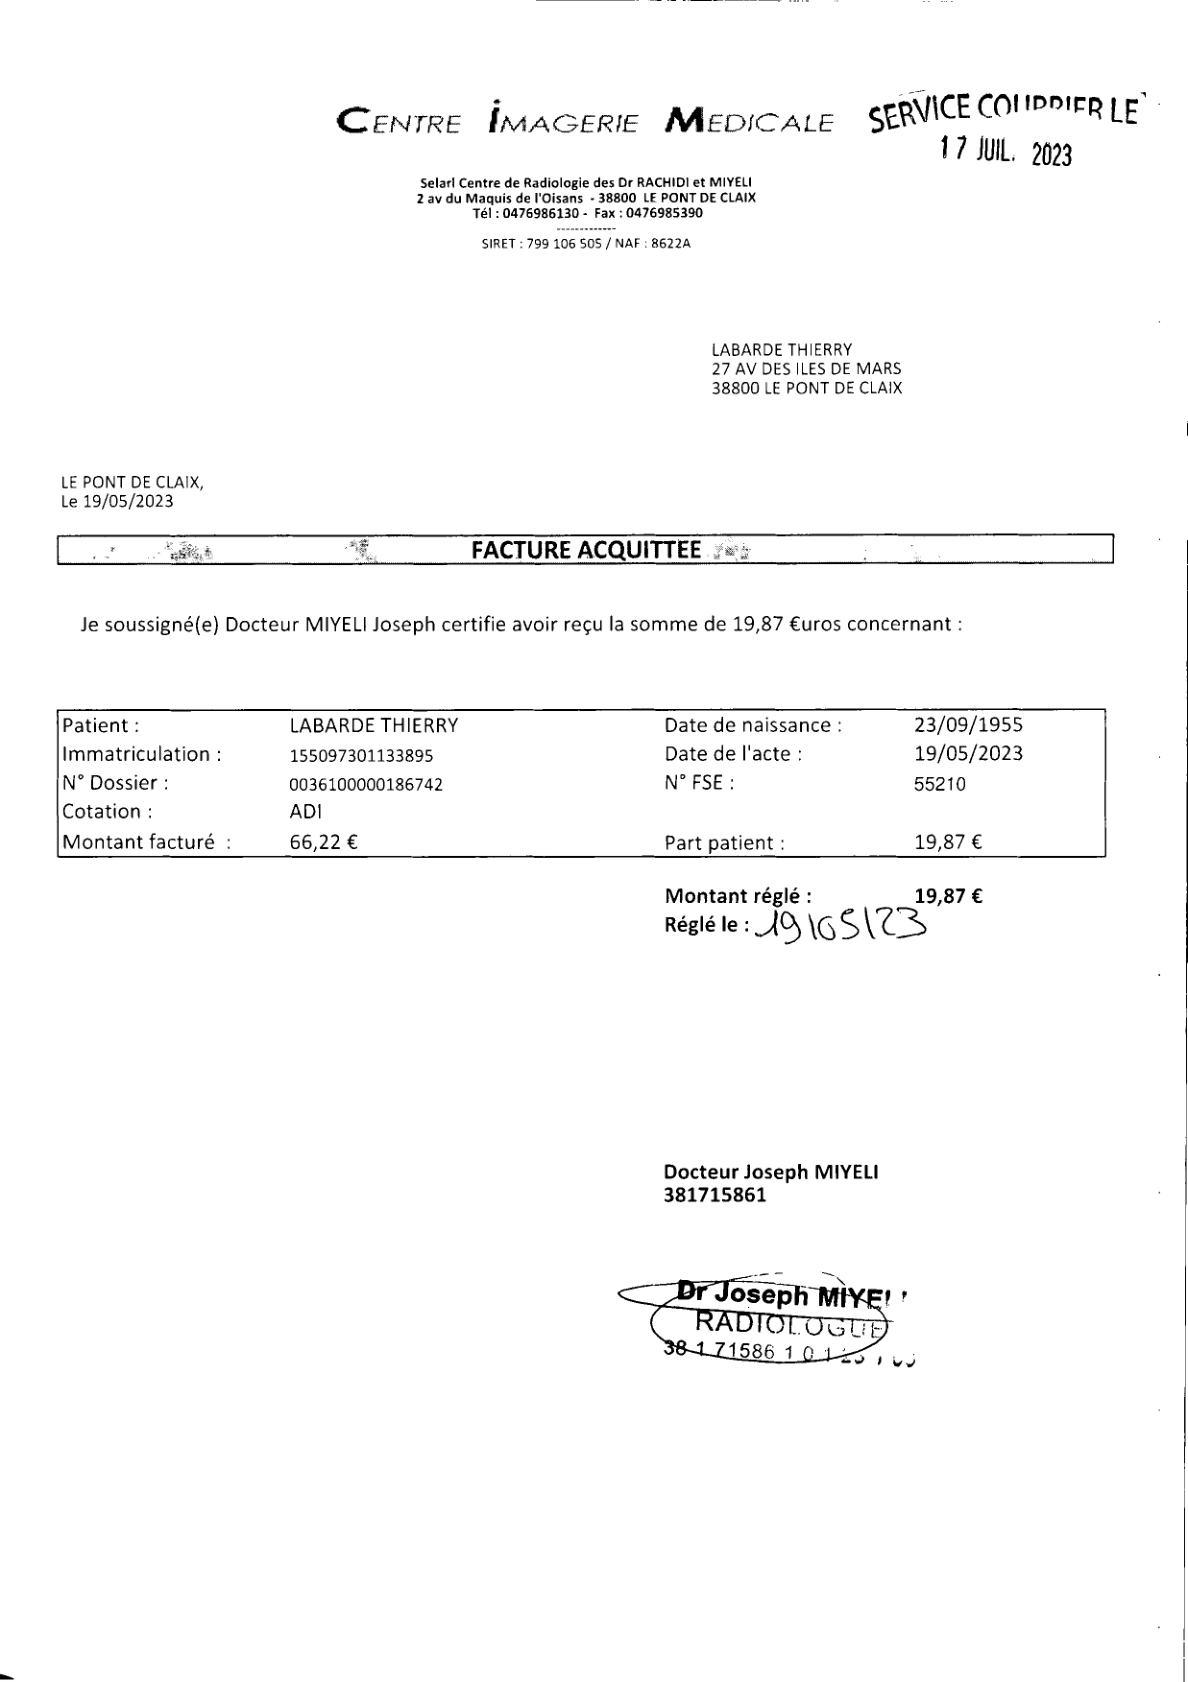 CENTRE IMAGERIE MEDICALE
SERVICE COURRIER LE
17 JUIL. 2023
Selarl Centre de Radiologie des Dr RACHIDI et MIYELI
2 av du Maquis de l'Oisans - 38800 LE PONT DE CLAIX
Tél : 0476986130 - Fax : 0476985390
-------------
SIRET : 799 106 505 / NAF : 8622A
LABARDE THIERRY
27 AV DES ILES DE MARS
38800 LE PONT DE CLAIX
LE PONT DE CLAIX,
Le 19/05/2023
FACTURE ACQUITTEE
Je soussigné(e) Docteur MIYELI Joseph certifie avoir reçu la somme de 19,87 €uros concernant :
Patient : LABARDE THIERRY Date de naissance : 23/09/1955
Immatriculation : 155097301133895 Date de l'acte : 19/05/2023
N° Dossier : 0036100000186742 N° FSE : 55210
Cotation : ADI
Montant facturé : 66,22 € Part patient : 19,87 €
Montant réglé : 19,87 €
Réglé le : 19/05/23
Docteur Joseph MIYELI
381715861
Dr Joseph MIYELI
RADIOLOGUE
38 1 71586 1 0